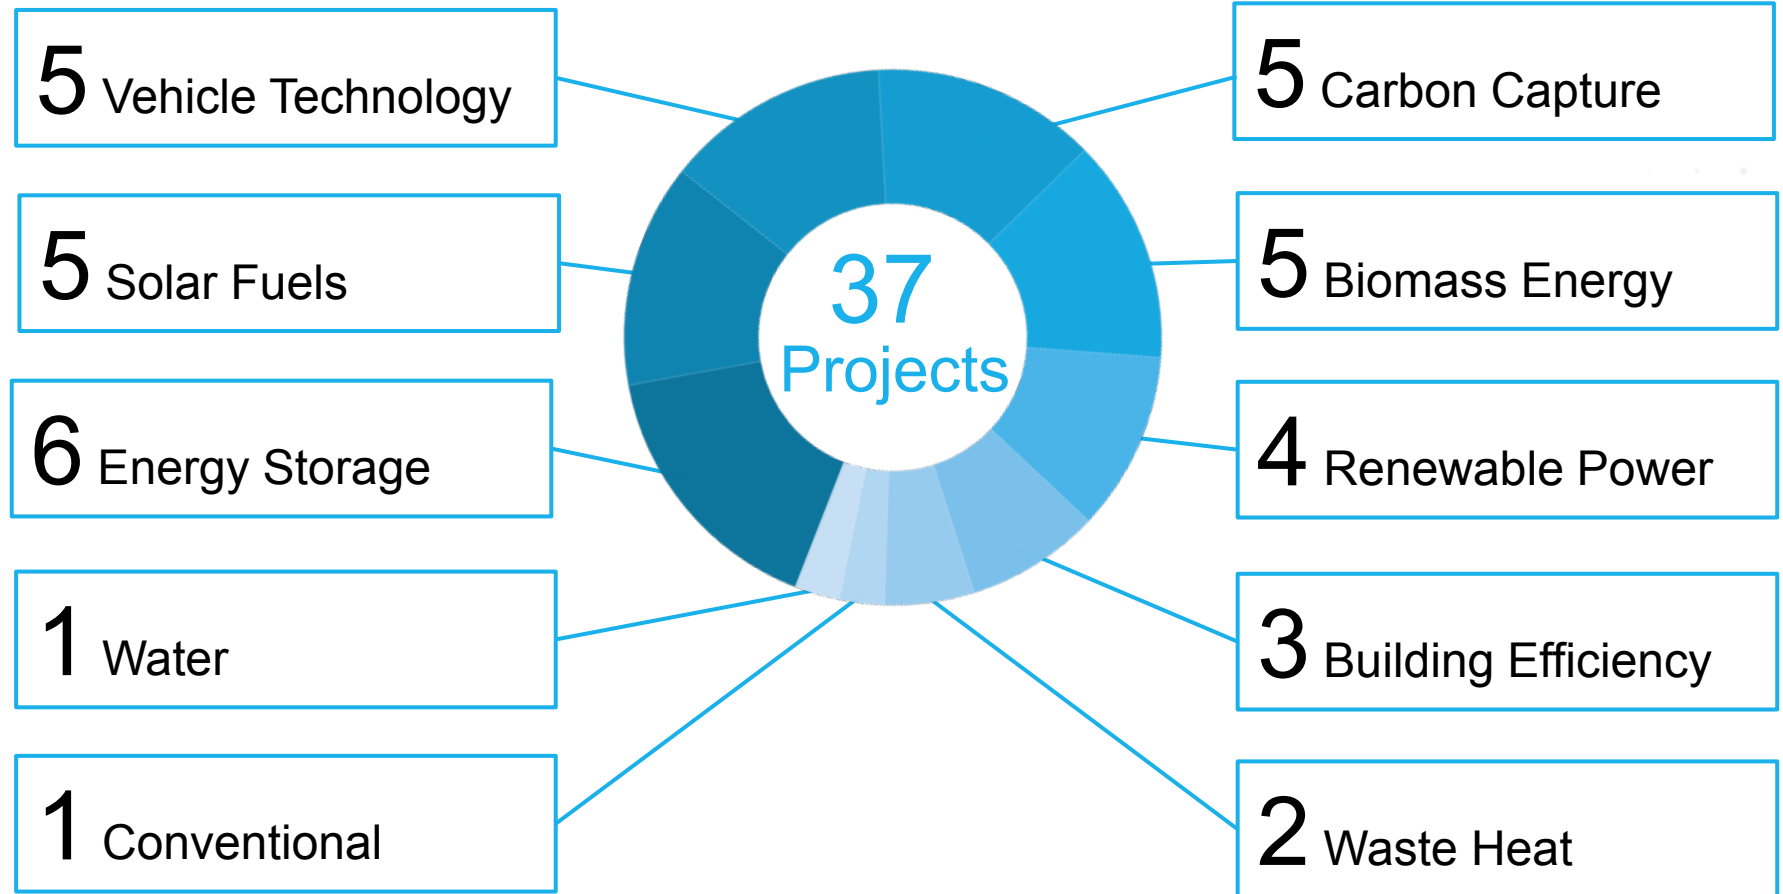 5 Vehicle Technology
5 Solar Fuels
6 Energy Storage
1 Water
1 Conventional
37
Projects
5 Carbon Capture
5 Biomass Energy
4 Renewable Power
3 Building Efficiency
2 Waste Heat